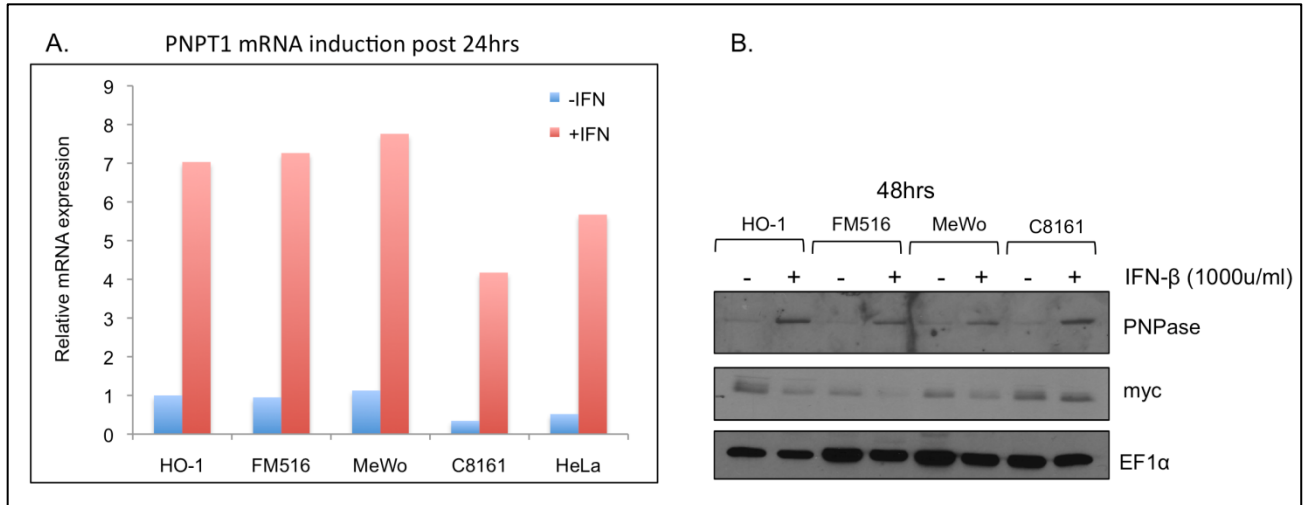 A.
PNPT1 mRNA induction post 24hrs
Relative mRNA expression
9
8
7
6
5
4
3
2
1
0
-IFN
+IFN
HO-1 FM516 MeWo C8161 HeLa
B.
48hrs
HO-1 FM516 MeWo C8161
- + - + - + - + IFN-β (1000u/ml)
PNPase
myc
EF1α